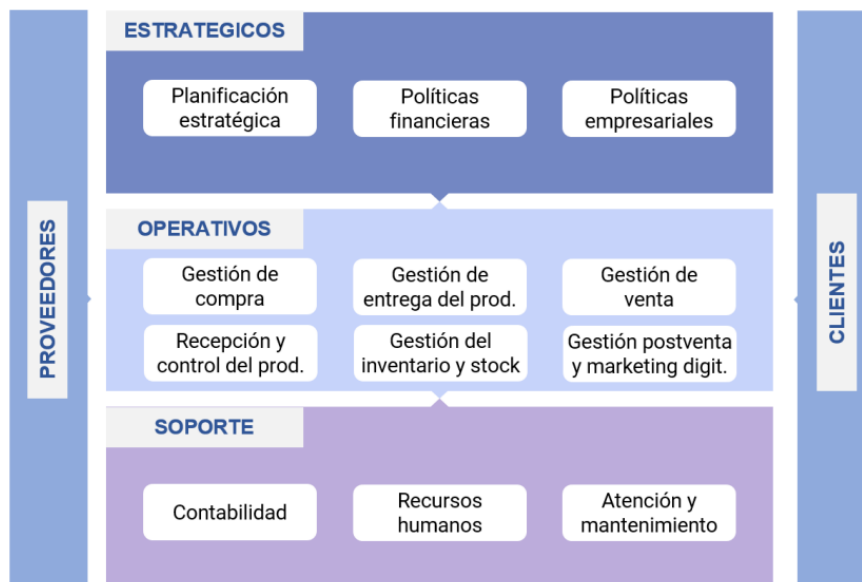 ESTRATEGICOS
Planificación
estratégica
Políticas
financieras
Políticas
empresariales
PROVEEDORES
OPERATIVOS
Gestión de
compra
Gestión de
entrega del prod.
Gestión de
venta
Recepción y
control del prod.
Gestión del
inventario y stock
Gestión postventa
y marketing digit.
CLIENTES
SOPORTE
Contabilidad
Recursos
humanos
Atención y
mantenimiento